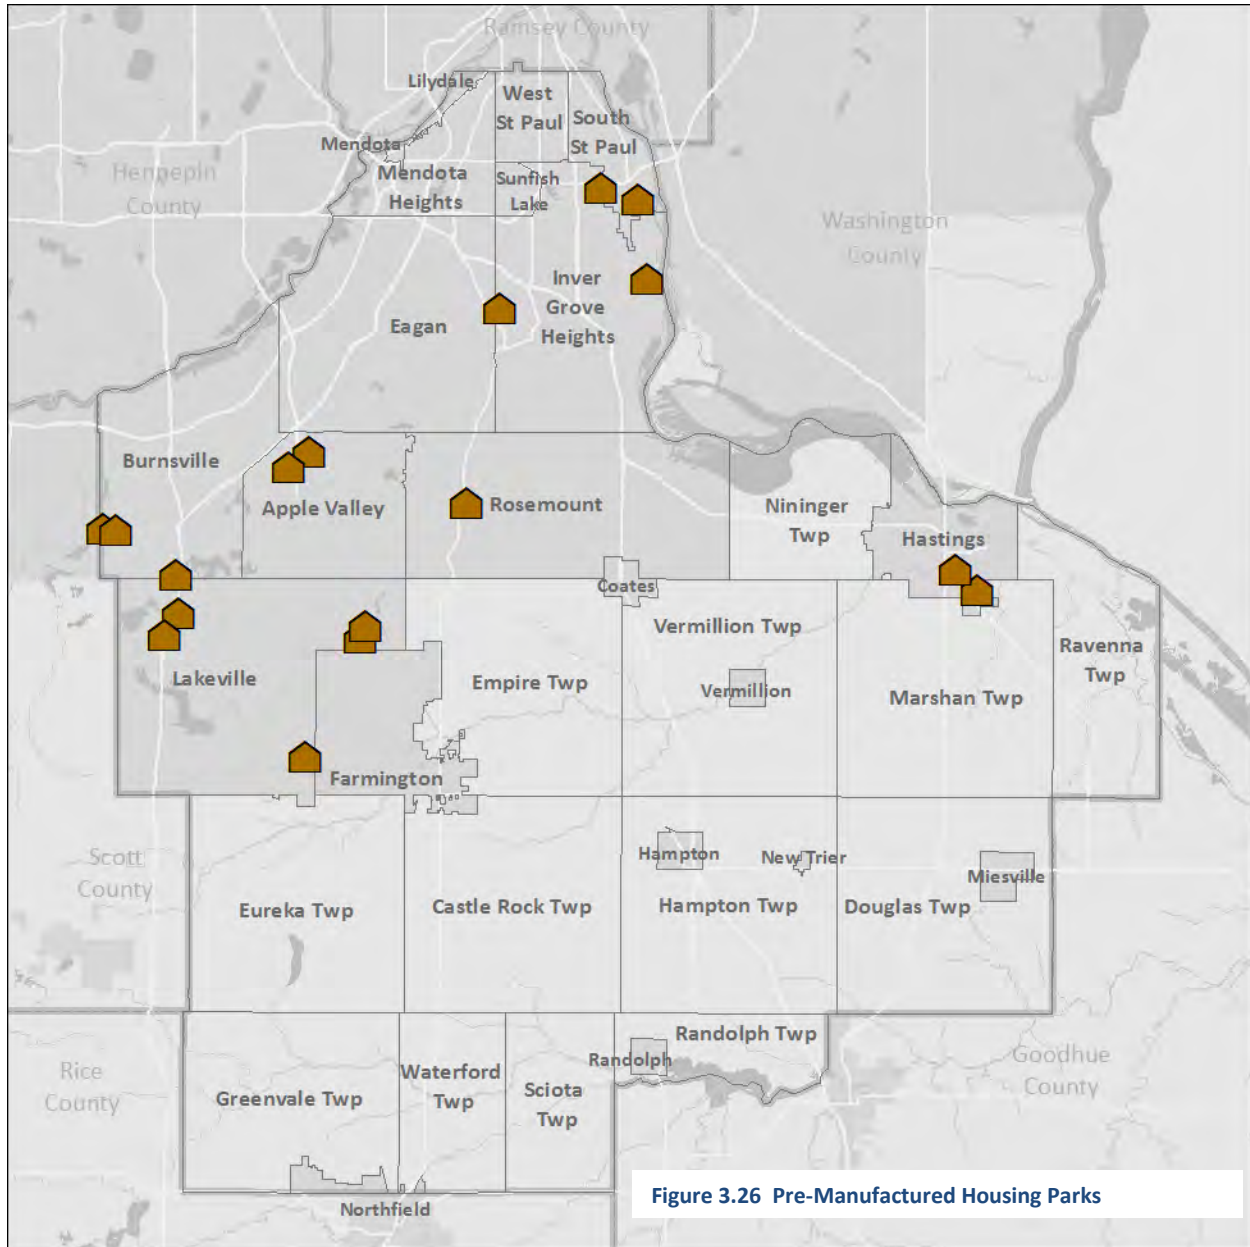 Ramsey County
Lilydale
West
St Paul
South
St Paul
Mendota
Mendota
Heights
Sunfish
Lake
Hennepin
County
Washington
County
Inver
Grove
Heights
Eagan
Burnsville
Apple Valley
Rosemount
Nininger
Twp
Hastings
Coates
Vermillion Twp
Ravenna
Twp
Lakeville
Empire Twp
Vermillion
Marshan Twp
Farmington
Scott
County
Hampton
New Trier
Miesville
Eureka Twp
Castle Rock Twp
Hampton Twp
Douglas Twp
Randolph Twp
Randolph
Goodhue
County
Rice
County
Greenvale Twp
Waterford
Twp
Sciota
Twp
Northfield
Figure 3.26 Pre-Manufactured Housing Parks